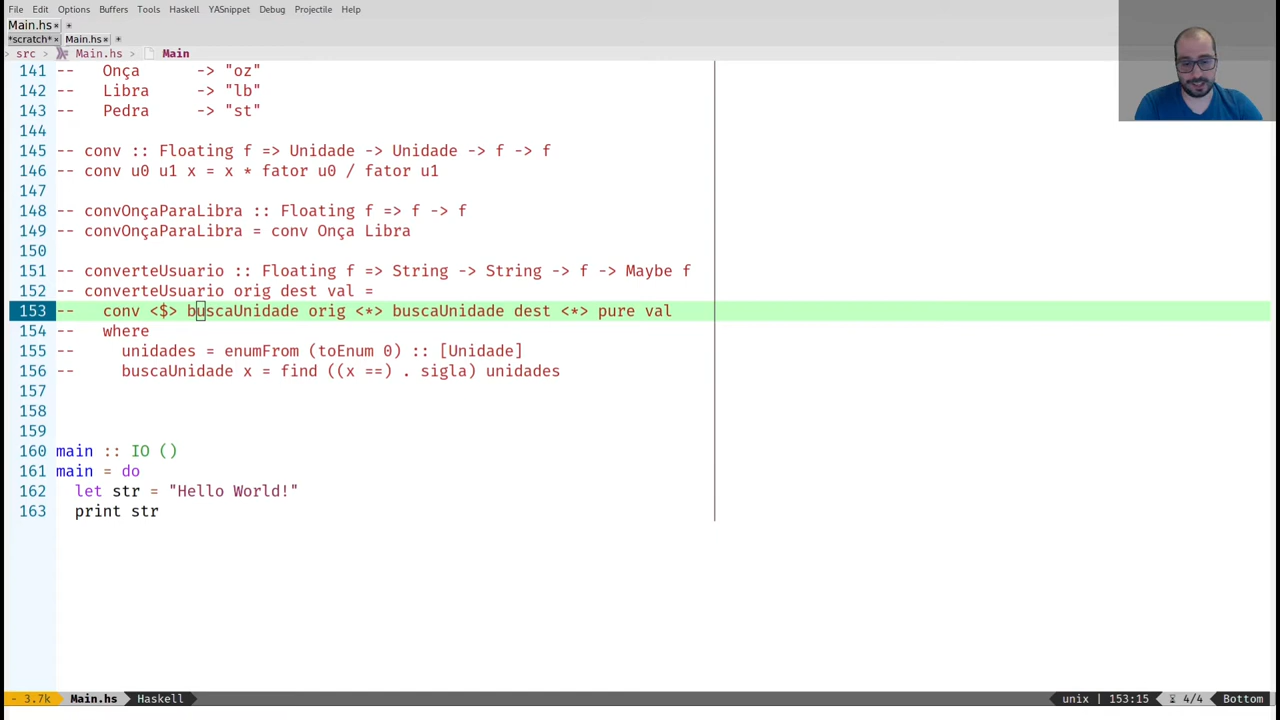 File Edit Options Buffers Tools Haskell YASnippet Debug Projectile Help
Main.hs
*scratch* Main.hs
src > Main.hs > Main
141 -- Onça -> "oz"
142 -- Libra -> "lb"
143 -- Pedra -> "st"
144
145 -- conv :: Floating f => Unidade -> Unidade -> f -> f
146 -- conv u0 u1 x = x * fator u0 / fator u1
147
148 -- convOnçaParaLibra :: Floating f => f -> f
149 -- convOnçaParaLibra = conv Onça Libra
150
151 -- converteUsuario :: Floating f => String -> String -> f -> Maybe f
152 -- converteUsuario orig dest val =
153 -- conv <$> buscaUnidade orig <*> buscaUnidade dest <*> pure val
154 -- where
155 -- unidades = enumFrom (toEnum 0) :: [Unidade]
156 -- buscaUnidade x = find ((x ==) . sigla) unidades
157
158
159
160 main :: IO ()
161 main = do
162 let str = "Hello World!"
163 print str
- 3.7k Main.hs Haskell unix | 153:15 4/4 Bottom